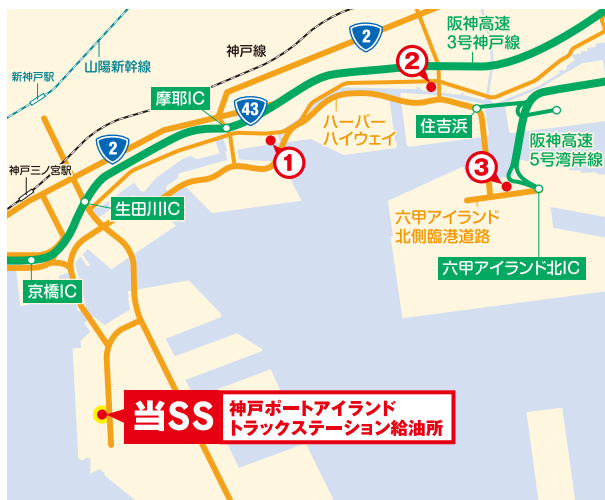 2
阪神高速
3号神戸線
神戸線
山陽新幹線
新神戸駅
2
摩耶IC
43
ハーバー
ハイウェイ
住吉浜
阪神高速
5号湾岸線
2
1
3
神戸三ノ宮駅
生田川IC
六甲アイランド
北側臨港道路
六甲アイランド北IC
京橋IC
当SS
神戸ポートアイランド
トラックステーション給油所